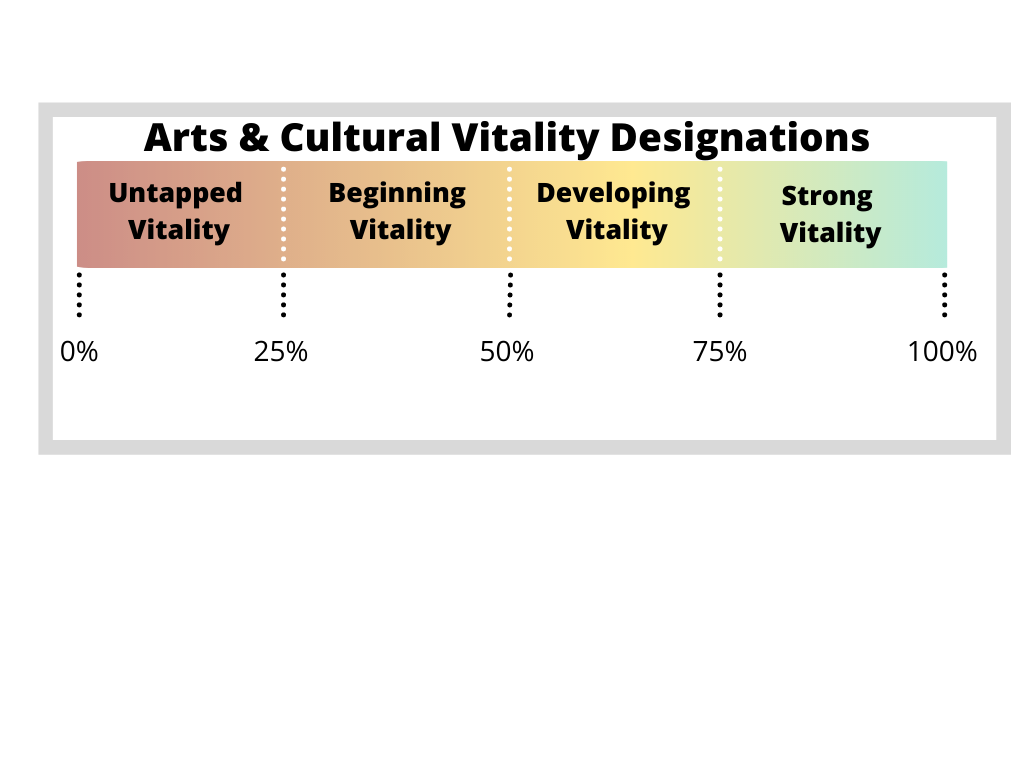 Arts & Cultural Vitality Designations
Untapped
Vitality
Beginning
Vitality
Developing
Vitality
Strong
Vitality
0%
25%
50%
75%
100%